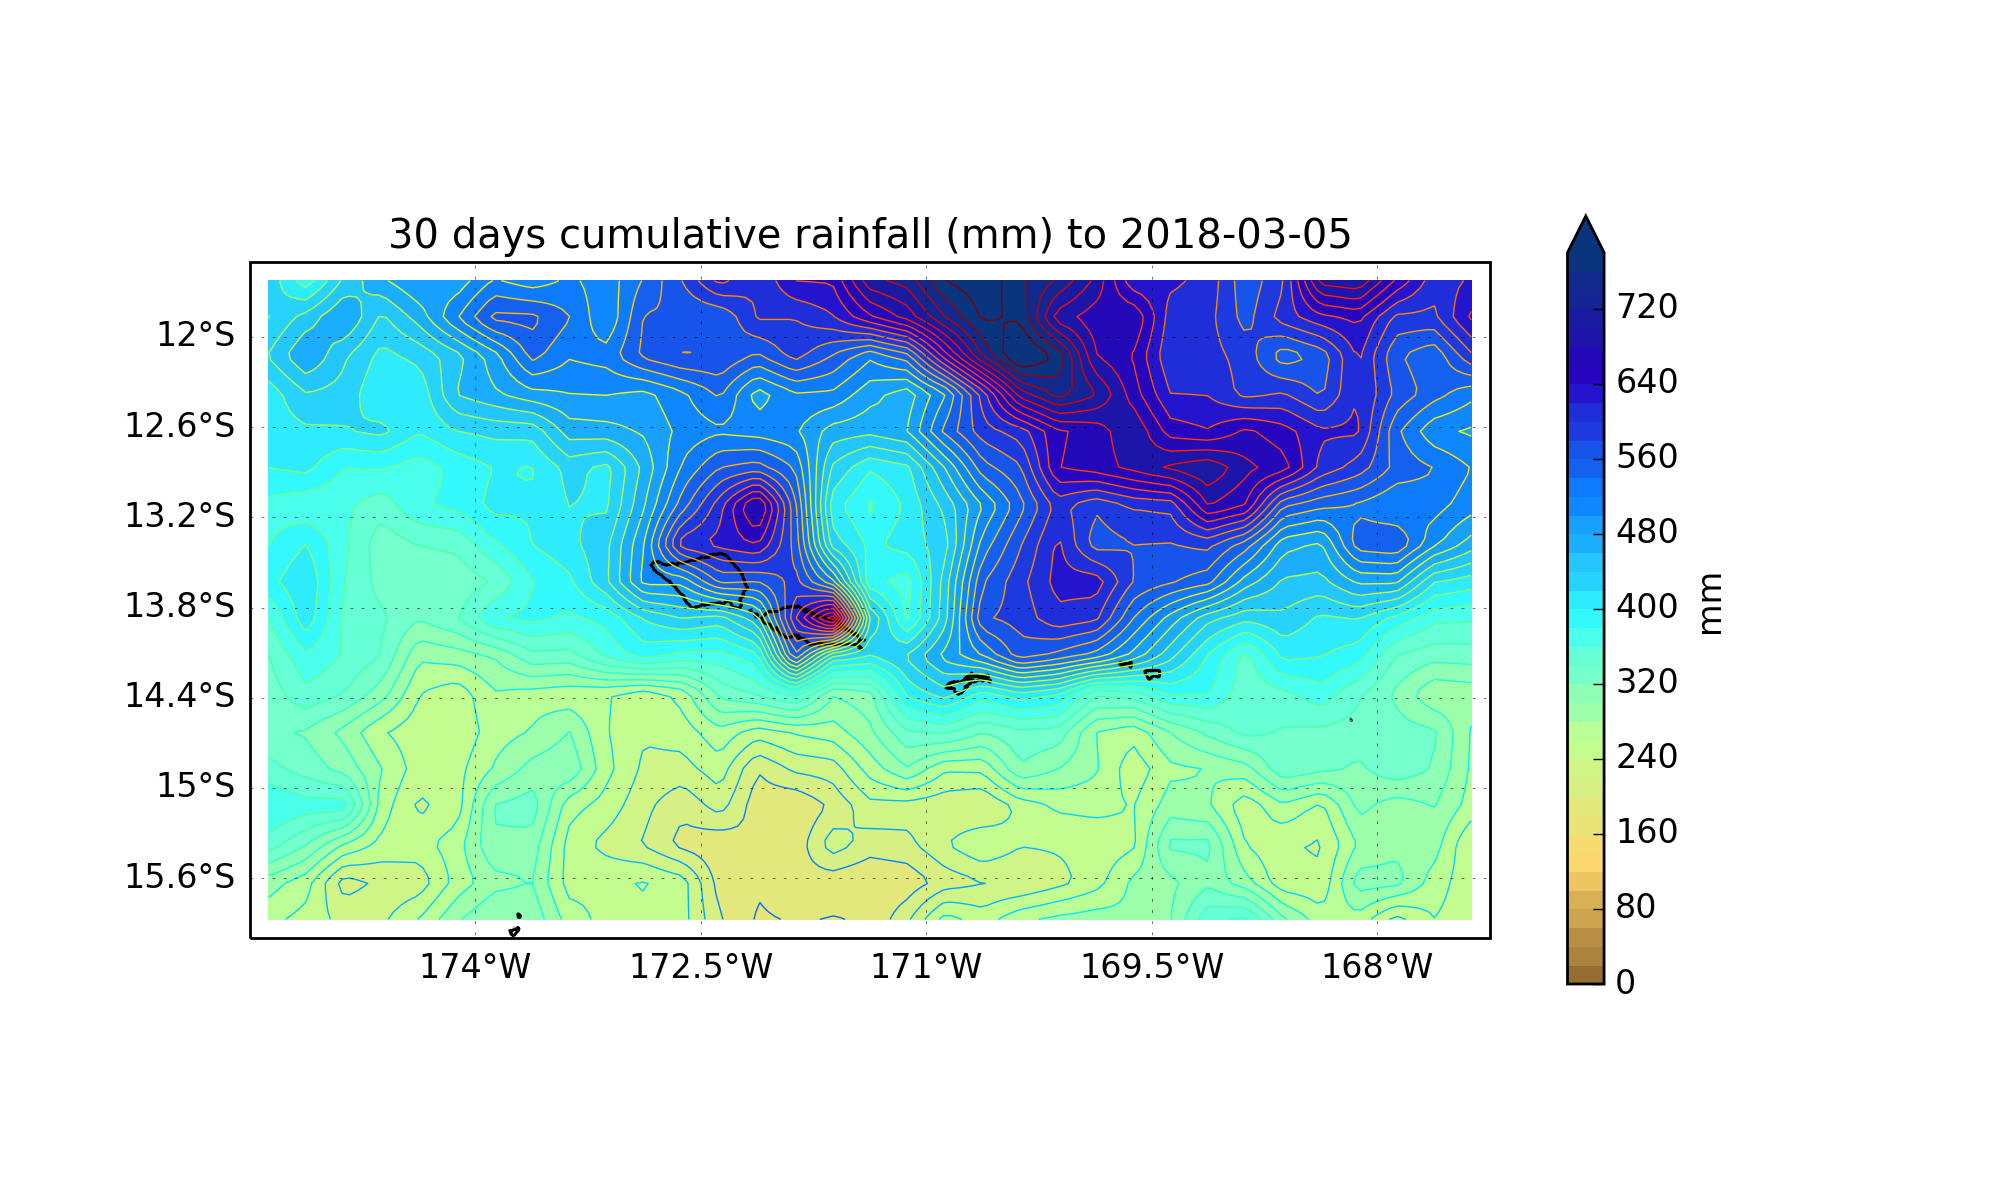 30 days cumulative rainfall (mm) to 2018-03-05
12°S
12.6°S
13.2°S
13.8°S
14.4°S
15°S
15.6°S
174°W
172.5°W
171°W
169.5°W
168°W
720
640
560
480
400
320
240
160
80
0
mm